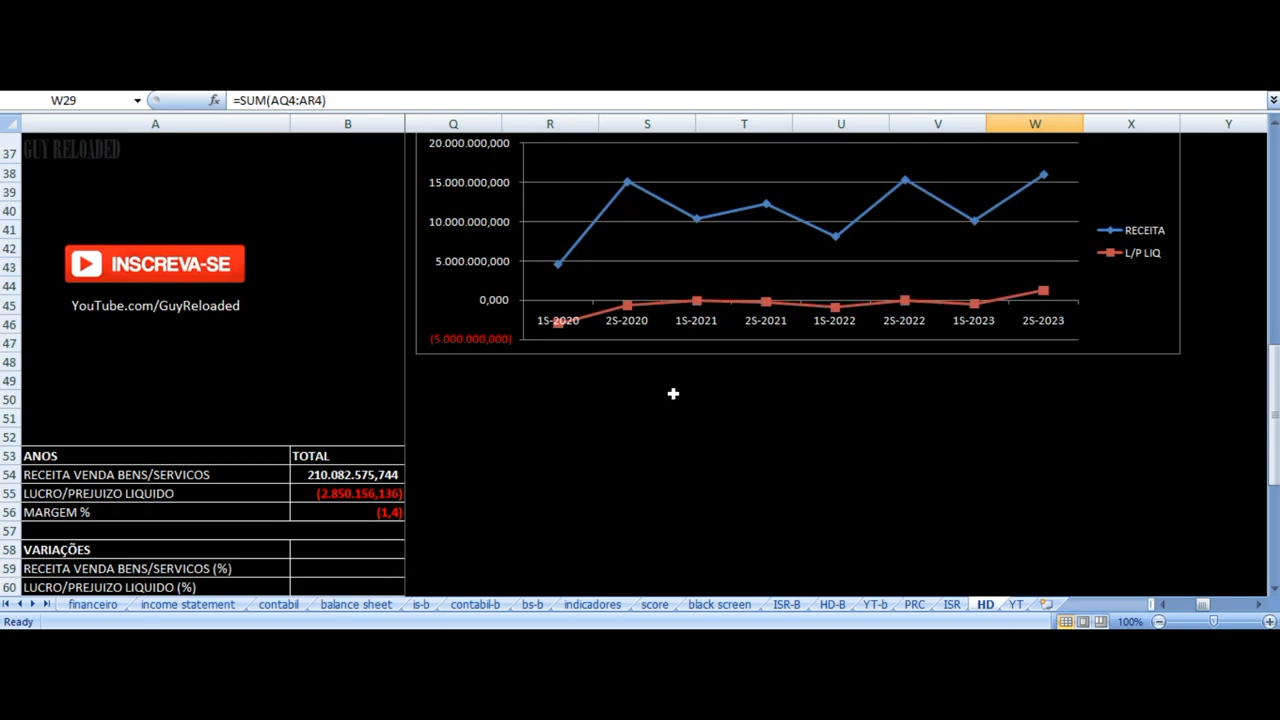 W29 fx =SUM(AQ4:AR4)
A B Q R S T U V W X Y
37 GUY RELOADED
38
39
40
41
42
43
44
45
46
47
48
49
50
51
52
53 ANOS TOTAL
54 RECEITA VENDA BENS/SERVICOS 210.082.575,744
55 LUCRO/PREJUIZO LIQUIDO (2.850.156,136)
56 MARGEM % (1,4)
57
58 VARIAÇÕES
59 RECEITA VENDA BENS/SERVICOS (%)
60 LUCRO/PREJUIZO LIQUIDO (%)
INSCREVA-SE
YouTube.com/GuyReloaded
20.000.000,000
15.000.000,000
10.000.000,000
5.000.000,000
0,000
(5.000.000,000)
1S-2020 2S-2020 1S-2021 2S-2021 1S-2022 2S-2022 1S-2023 2S-2023
RECEITA
L/P LIQ
financeiro income statement contabil balance sheet is-b contabil-b bs-b indicadores score black screen ISR-B HD-B YT-b PRC ISR HD YT
Ready 100%